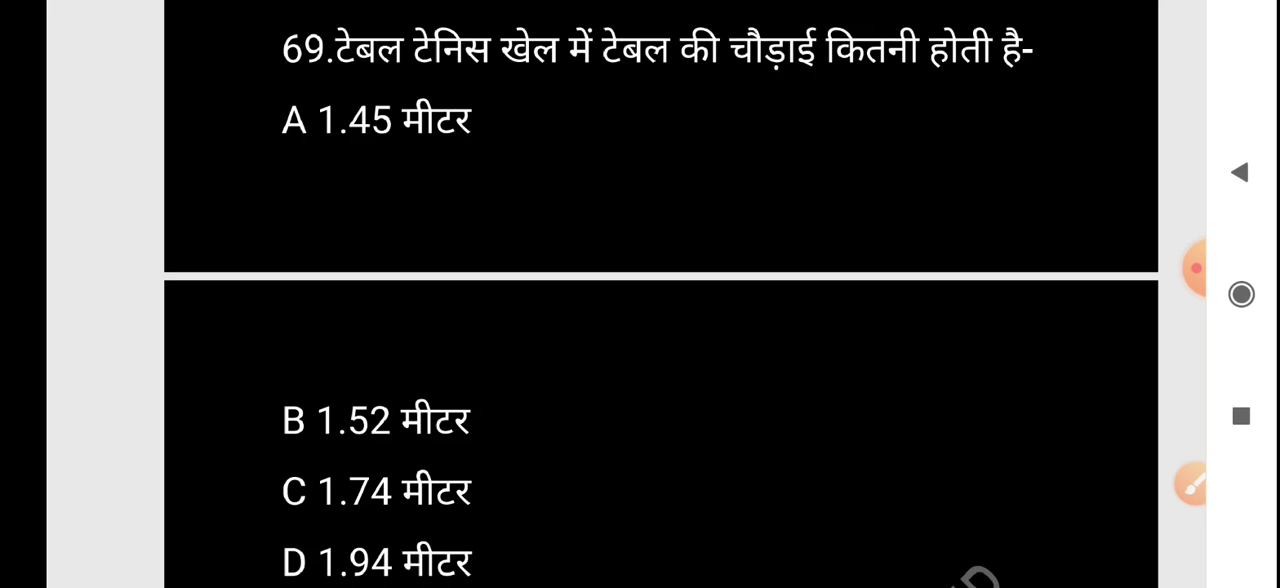 69.टेबल टेनिस खेल में टेबल की चौड़ाई कितनी होती है-
A 1.45 मीटर
B 1.52 मीटर
C 1.74 मीटर
D 1.94 मीटर